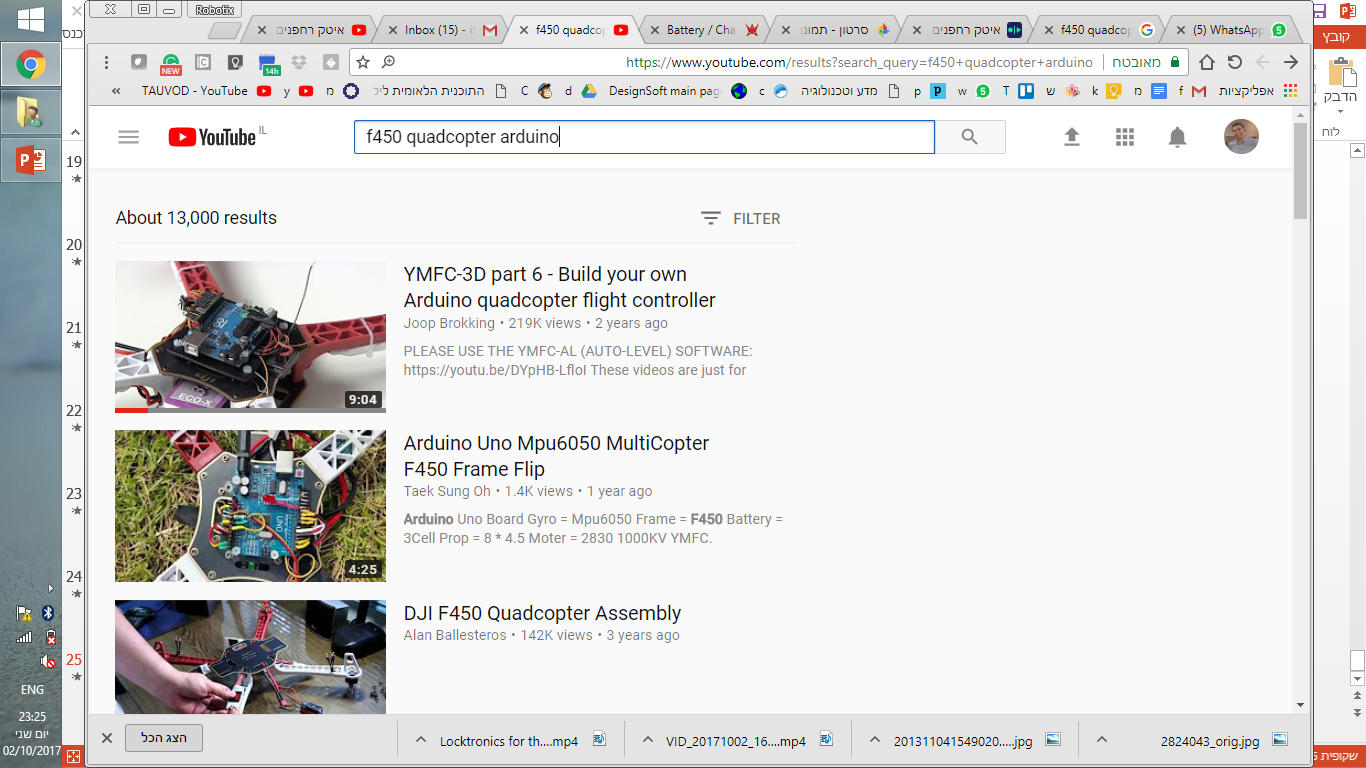 Robotix
איטק רחפנים
Inbox (15) - i
f450 quadcop
Battery / Cha
סרטון - תמונו
איטק רחפנים
f450 quadcop
(5) WhatsApp
https://www.youtube.com/results?search_query=f450+quadcopter+arduino
מאובטח
NEW
14h
TAUVOD - YouTube
y
מ
התוכנית הלאומית ליל
C
d
DesignSoft main pag
c
מדע וטכנולוגיה
p
w
T
ש
ק
מ
f
אפליקציות
קובץ
הדבק
לוח
YouTube IL
f450 quadcopter arduino
About 13,000 results
FILTER
YMFC-3D part 6 - Build your own
Arduino quadcopter flight controller
Joop Brokking • 219K views • 2 years ago
PLEASE USE THE YMFC-AL (AUTO-LEVEL) SOFTWARE:
https://youtu.be/DYpHB-LfloI These videos are just for
9:04
Arduino Uno Mpu6050 MultiCopter
F450 Frame Flip
Taek Sung Oh • 1.4K views • 1 year ago
Arduino Uno Board Gyro = Mpu6050 Frame = F450 Battery =
3Cell Prop = 8 * 4.5 Moter = 2830 1000KV YMFC.
4:25
DJI F450 Quadcopter Assembly
Alan Ballesteros • 142K views • 3 years ago
19
20
21
22
23
24
25
ENG
23:25
יום שני
02/10/2017
הצג הכל
Locktronics for th....mp4
VID_20171002_16....mp4
201311041549020.....jpg
2824043_orig.jpg